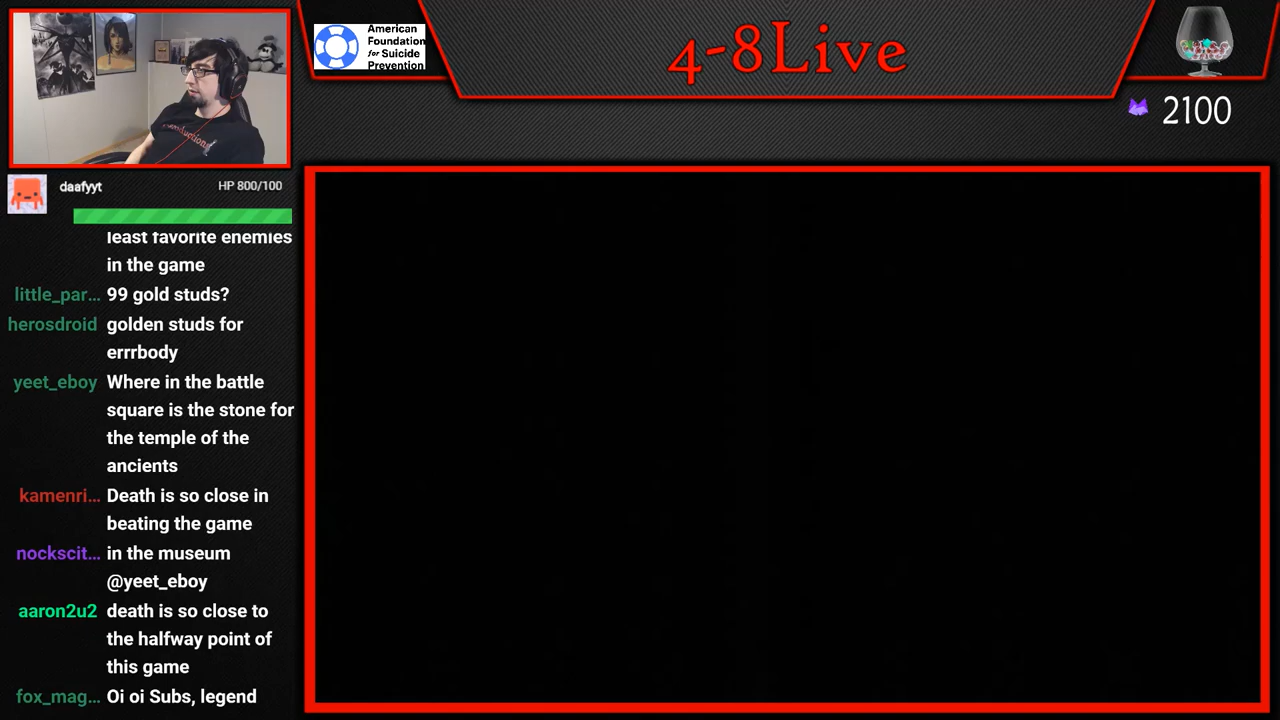 American
Foundation
for Suicide
Prevention
4-8Live
2100
daafyyt HP 800/100
least favorite enemies
in the game
little_par… 99 gold studs?
herosdroid golden studs for
errrbody
yeet_eboy Where in the battle
square is the stone for
the temple of the
ancients
kamenri… Death is so close in
beating the game
nockscit… in the museum
@yeet_eboy
aaron2u2 death is so close to
the halfway point of
this game
fox_mag… Oi oi Subs, legend